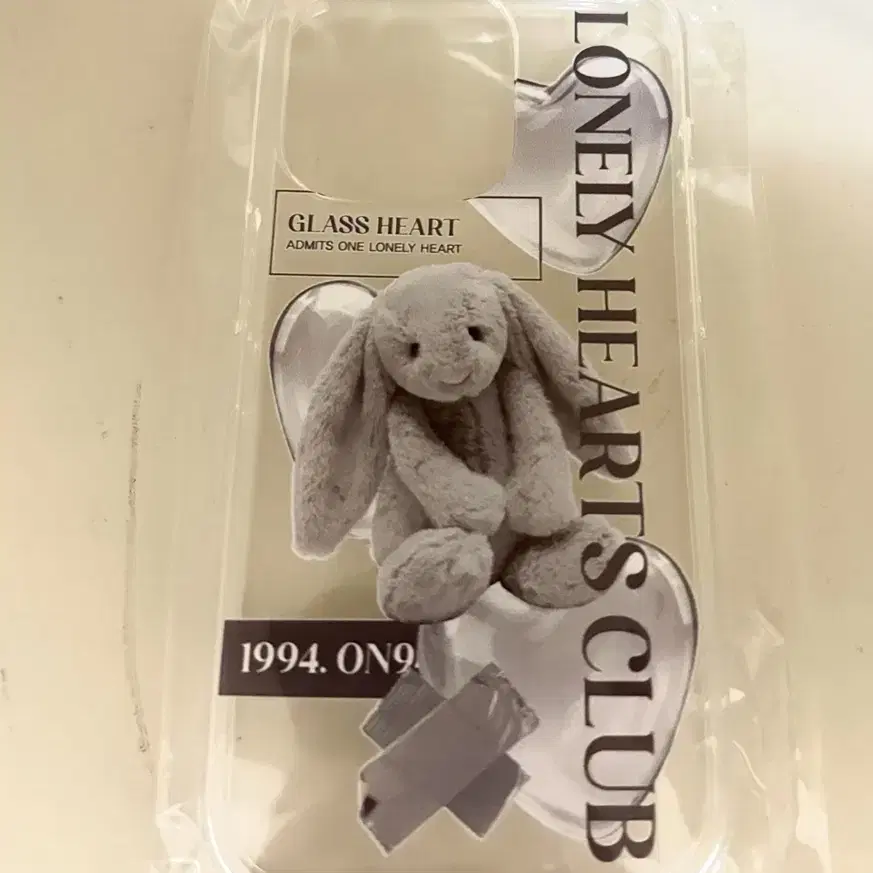 GLASS HEART
ADMITS ONE LONELY HEART
LONELY HEARTS CLUB
1994. ON9